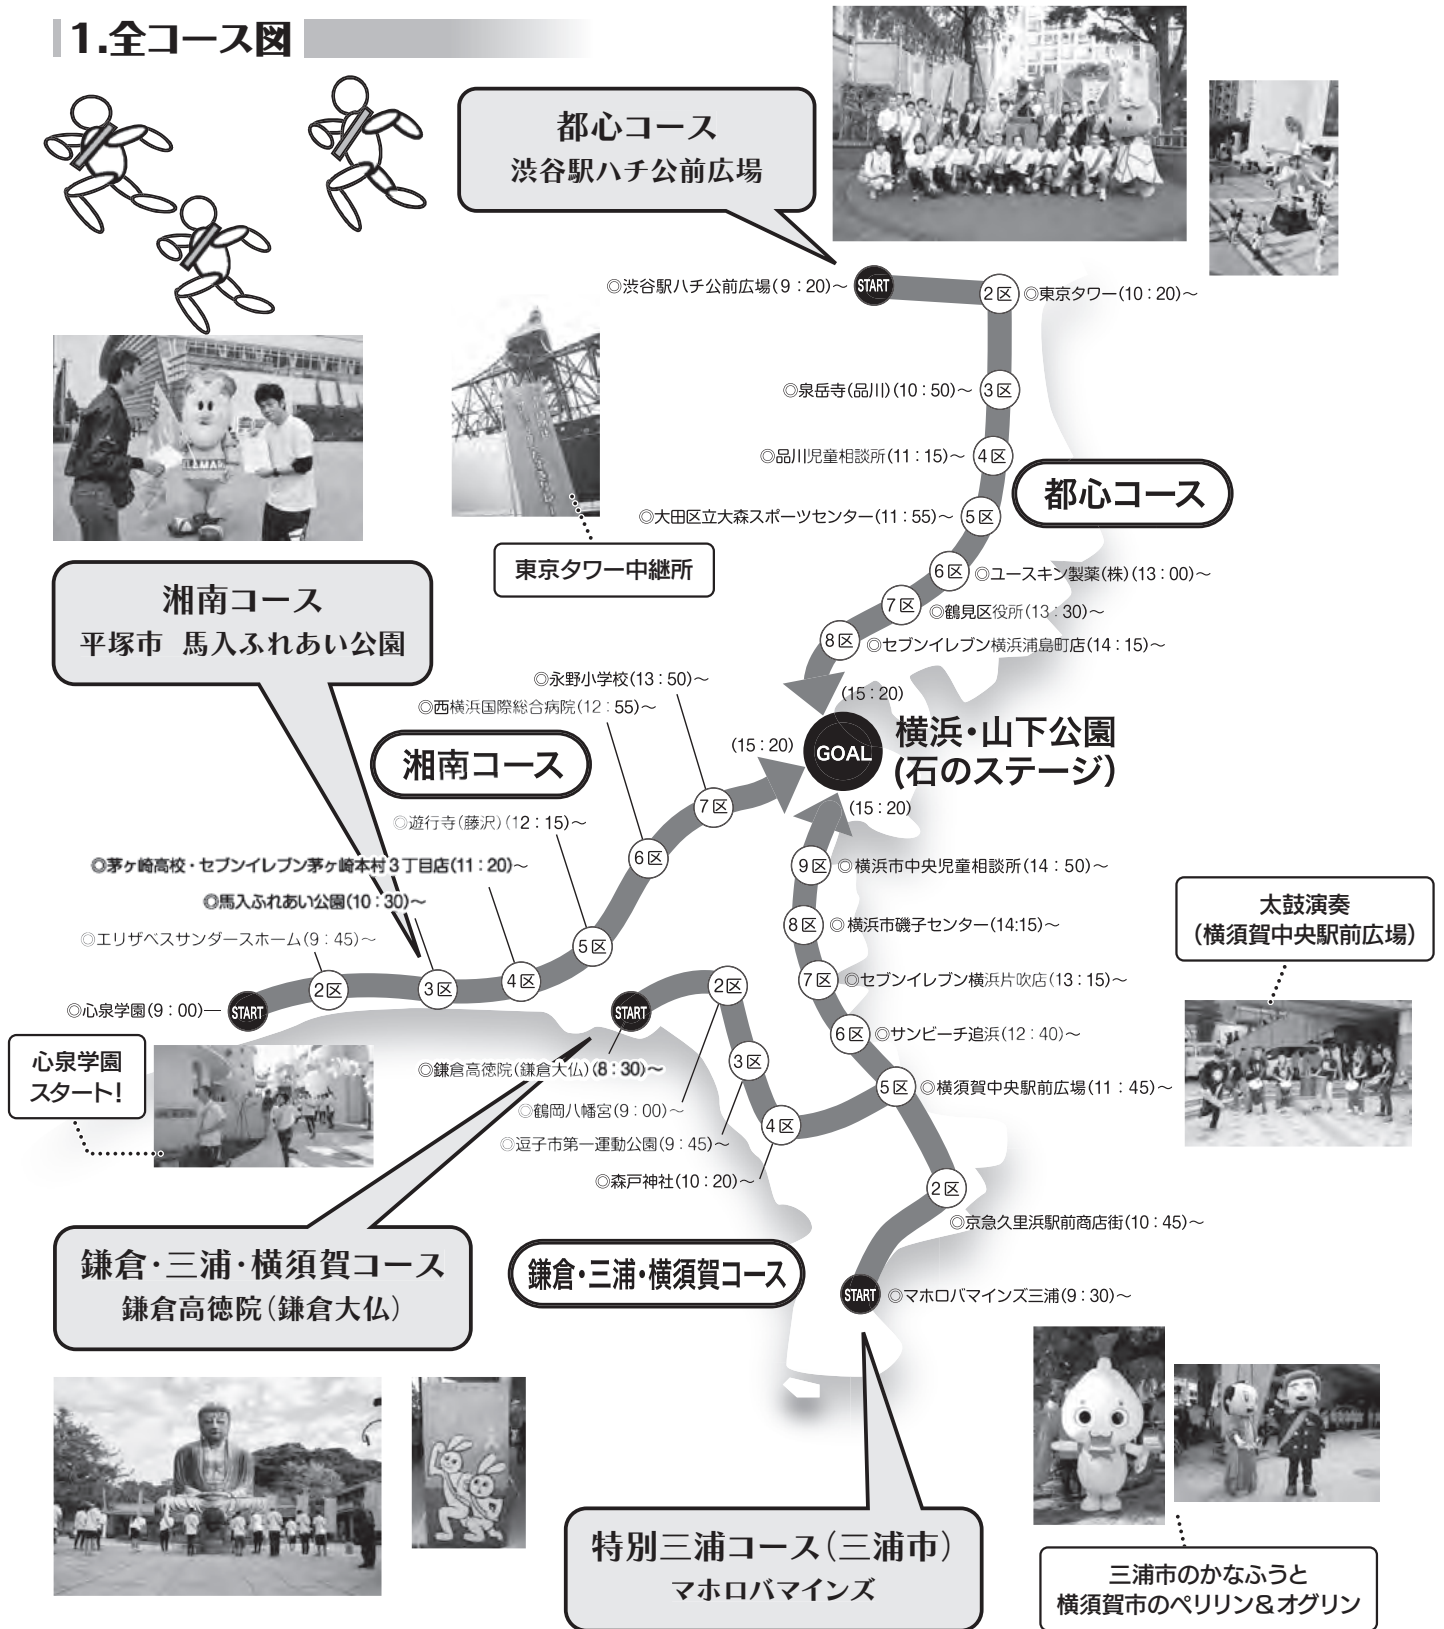 1.全コース図
都心コース
渋谷駅ハチ公前広場
◎渋谷駅ハチ公前広場(9：20)～
START
2区
◎東京タワー(10：20)～
◎泉岳寺(品川)(10：50)～
3区
◎品川児童相談所(11：15)～
4区
都心コース
◎大田区立大森スポーツセンター(11：55)～
5区
6区
◎ユースキン製薬(株)(13：00)～
7区
◎鶴見区役所(13：30)～
8区
◎セブンイレブン横浜浦島町店(14：15)～
(15：20)
東京タワー中継所
湘南コース
平塚市 馬入ふれあい公園
◎永野小学校(13：50)～
◎西横浜国際総合病院(12：55)～
湘南コース
(15：20)
GOAL
横浜・山下公園
(石のステージ)
(15：20)
7区
◎遊行寺(藤沢)(12：15)～
6区
◎茅ヶ崎高校・セブンイレブン茅ヶ崎本村３丁目店(11：20)～
◎馬入ふれあい公園(10：30)～
◎エリザベスサンダースホーム(9：45)～
5区
4区
3区
2区
◎心泉学園(9：00)
START
心泉学園
スタート!
9区
◎横浜市中央児童相談所(14：50)～
8区
◎横浜市磯子センター(14:15)～
7区
◎セブンイレブン横浜片吹店(13：15)～
6区
◎サンビーチ追浜(12：40)～
5区
◎横須賀中央駅前広場(11：45)～
太鼓演奏
(横須賀中央駅前広場)
START
2区
◎鎌倉高徳院(鎌倉大仏)(8：30)～
3区
◎鶴岡八幡宮(9：00)～
4区
◎逗子市第一運動公園(9：45)～
◎森戸神社(10：20)～
2区
◎京急久里浜駅前商店街(10：45)～
鎌倉・三浦・横須賀コース
鎌倉高徳院(鎌倉大仏)
鎌倉・三浦・横須賀コース
START
◎マホロバマインズ三浦(9：30)～
特別三浦コース(三浦市)
マホロバマインズ
三浦市のかなふうと
横須賀市のペリリン＆オグリン